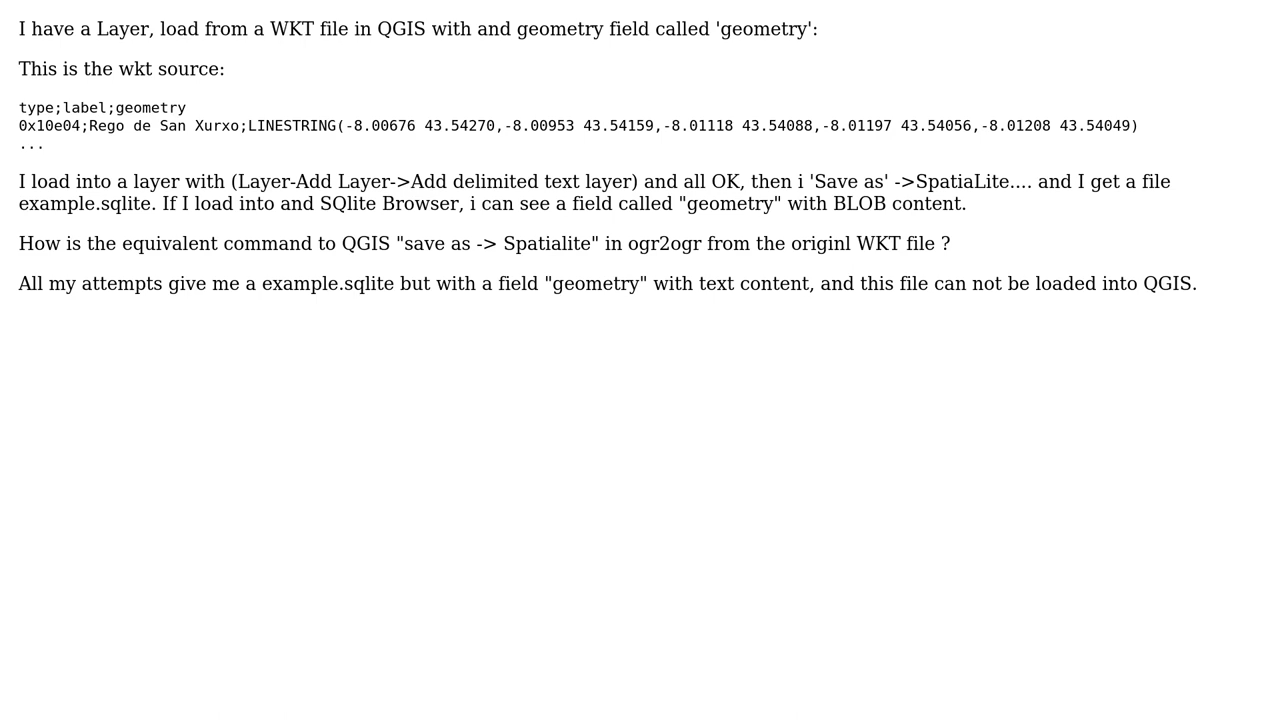 I have a Layer, load from a WKT file in QGIS with and geometry field called 'geometry':
This is the wkt source:
type;label;geometry
0x10e04;Rego de San Xurxo;LINESTRING(-8.00676 43.54270,-8.00953 43.54159,-8.01118 43.54088,-8.01197 43.54056,-8.01208 43.54049)
...
I load into a layer with (Layer-Add Layer->Add delimited text layer) and all OK, then i 'Save as' ->SpatiaLite.... and I get a file
example.sqlite. If I load into and SQlite Browser, i can see a field called "geometry" with BLOB content.
How is the equivalent command to QGIS "save as -> Spatialite" in ogr2ogr from the originl WKT file ?
All my attempts give me a example.sqlite but with a field "geometry" with text content, and this file can not be loaded into QGIS.